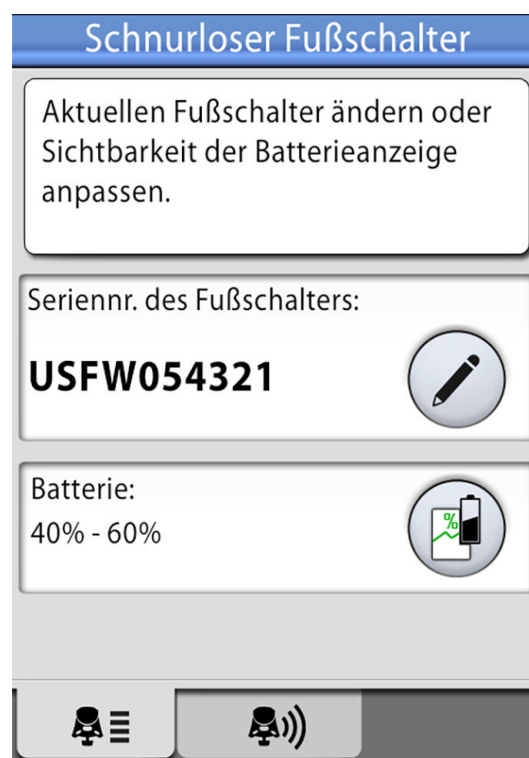 Schnurloser Fußschalter
Aktuellen Fußschalter ändern oder
Sichtbarkeit der Batterieanzeige
anpassen.
Seriennr. des Fußschalters:
USFW054321
Batterie:
40% - 60%
%